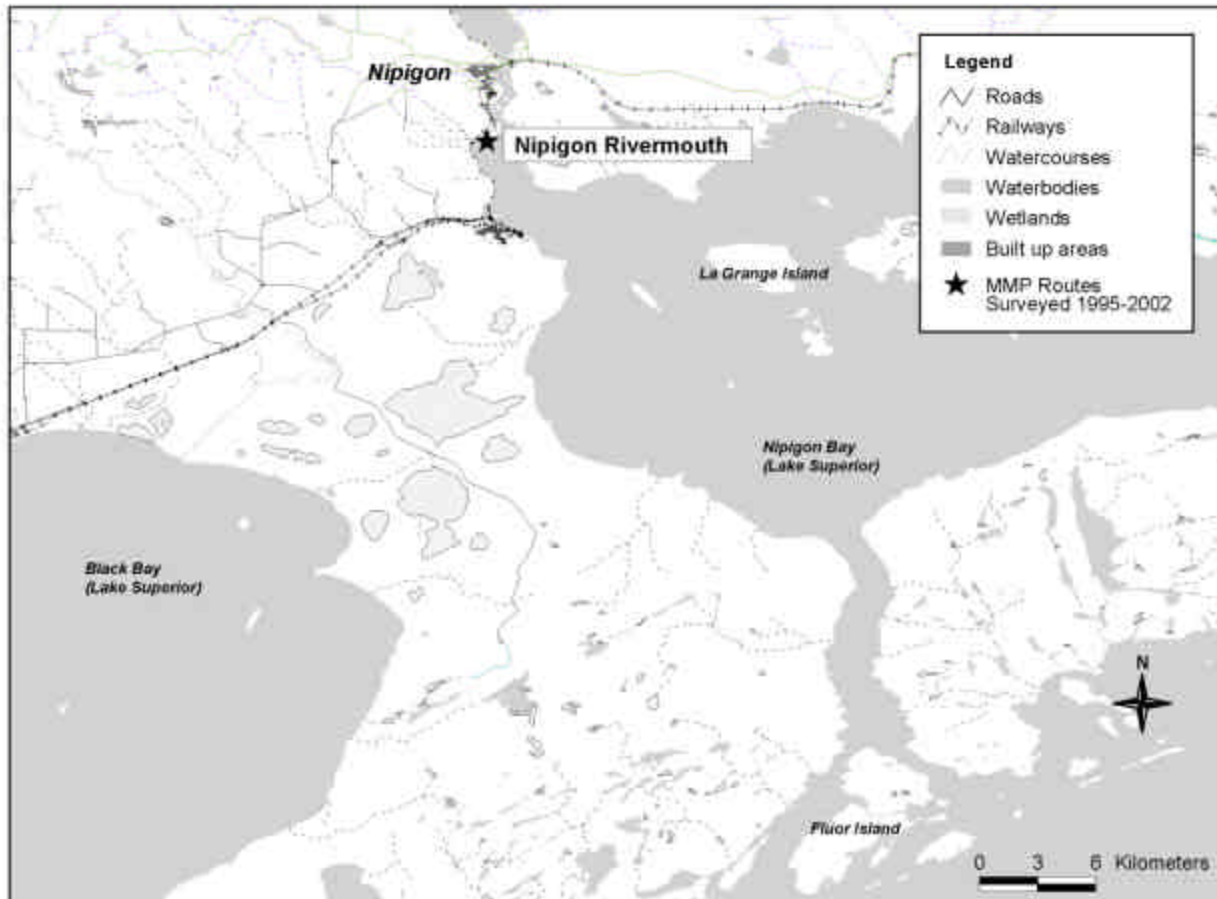 Nipigon
Nipigon Rivermouth
Legend
Roads
Railways
Watercourses
Waterbodies
Wetlands
Built up areas
MMP Routes
Surveyed 1995-2002
La Grange Island
Nipigon Bay
(Lake Superior)
Black Bay
(Lake Superior)
N
Fluor Island
0 3 6 Kilometers